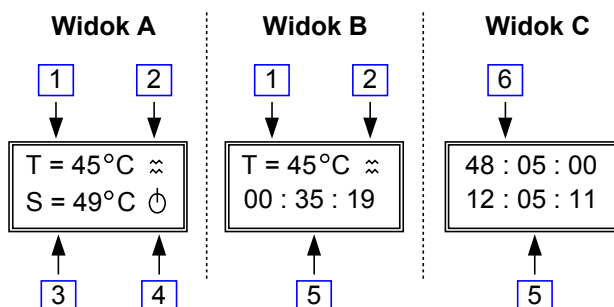 Widok A Widok B Widok C
1 2 1 2 6
T = 45°C T = 45°C 48 : 05 : 00
S = 49°C 00 : 35 : 19 12 : 05 : 11
3 4 5 5